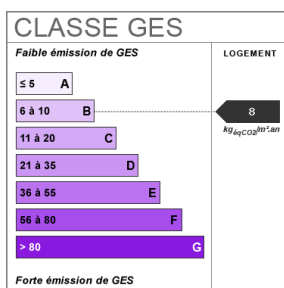 CLASSE GES
Faible émission de GES
LOGEMENT
≤ 5 A
6 à 10 B
8
kgéqCO2/m².an
11 à 20 C
21 à 35 D
36 à 55 E
56 à 80 F
> 80 G
Forte émission de GES